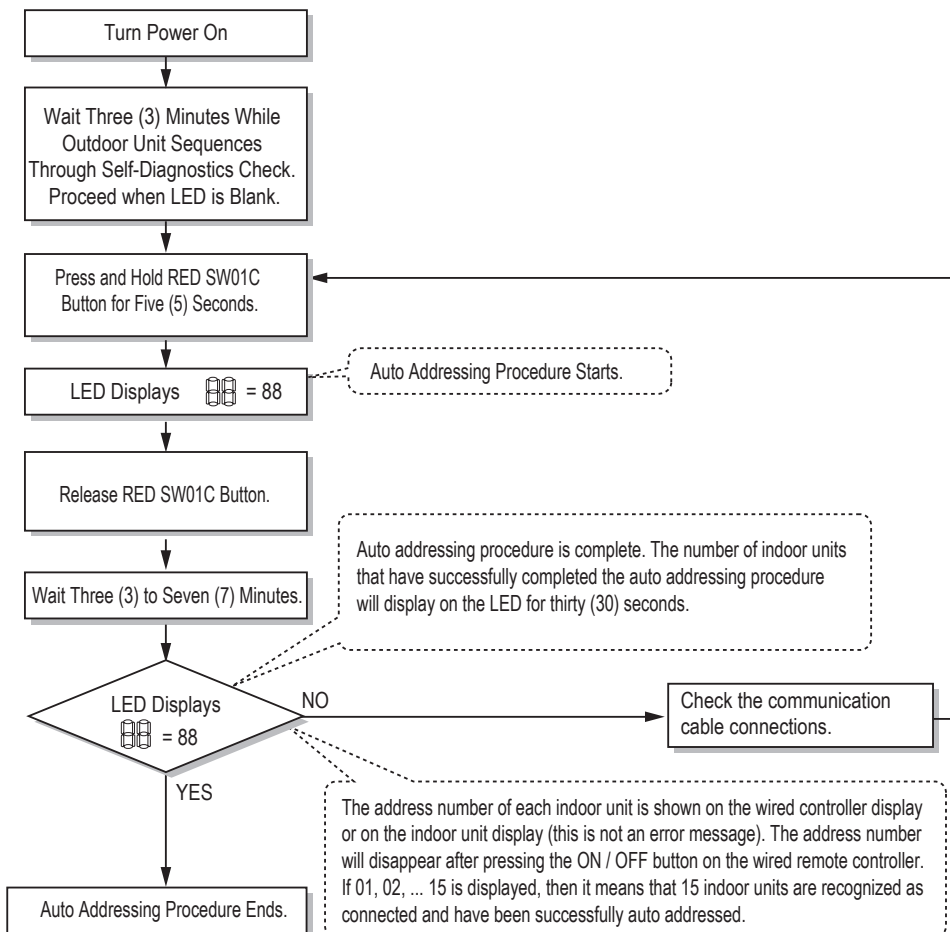 Turn Power On
Wait Three (3) Minutes While
Outdoor Unit Sequences
Through Self-Diagnostics Check.
Proceed when LED is Blank.
Press and Hold RED SW01C
Button for Five (5) Seconds.
LED Displays 88 = 88
Auto Addressing Procedure Starts.
Release RED SW01C Button.
Auto addressing procedure is complete. The number of indoor units
that have successfully completed the auto addressing procedure
will display on the LED for thirty (30) seconds.
Wait Three (3) to Seven (7) Minutes.
LED Displays
88 = 88
NO
Check the communication
cable connections.
YES
The address number of each indoor unit is shown on the wired controller display
or on the indoor unit display (this is not an error message). The address number
will disappear after pressing the ON / OFF button on the wired remote controller.
If 01, 02, ... 15 is displayed, then it means that 15 indoor units are recognized as
connected and have been successfully auto addressed.
Auto Addressing Procedure Ends.